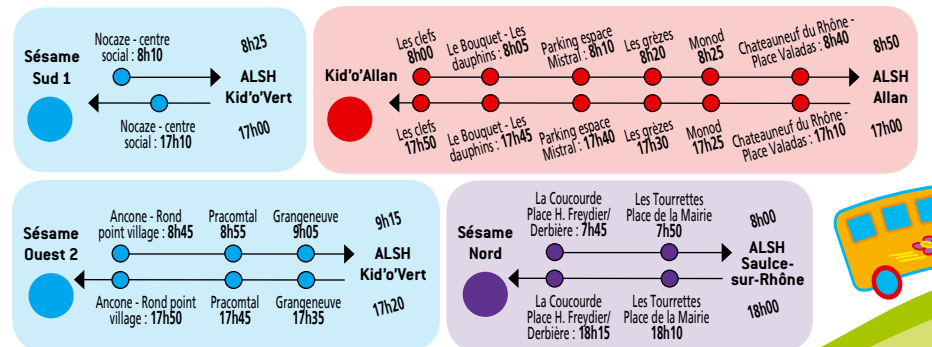 Sésame
Sud 1
Nocaze - centre
social : 8h10
8h25
ALSH
Kid'o'Vert
Nocaze - centre
social : 17h10
17h00
Kid'o'Allan
Les clefs
8h00
Le Bouquet - Les
dauphins : 8h05
Parking espace
Mistral : 8h10
Les grèzes
8h20
Monod
8h25
Chateauneuf du Rhône -
Place Valadas : 8h40
8h50
ALSH
Allan
Les clefs
17h50
Le Bouquet - Les
dauphins : 17h45
Parking espace
Mistral : 17h40
Les grèzes
17h30
Monod
17h25
Chateauneuf du Rhône -
Place Valadas : 17h10
17h00
Sésame
Ouest 2
Ancone - Rond
point village : 8h45
Pracomtal
8h55
Grangeneuve
9h05
9h15
ALSH
Kid'o'Vert
Ancone - Rond point
village : 17h50
Pracomtal
17h45
Grangeneuve
17h35
17h20
Sésame
Nord
La Coucourde
Place H. Freydier/
Derbière : 7h45
Les Tourrettes
Place de la Mairie
7h50
8h00
ALSH
Saulce-
sur-Rhône
La Coucourde
Place H. Freydier/
Derbière : 18h15
Les Tourrettes
Place de la Mairie
18h10
18h00